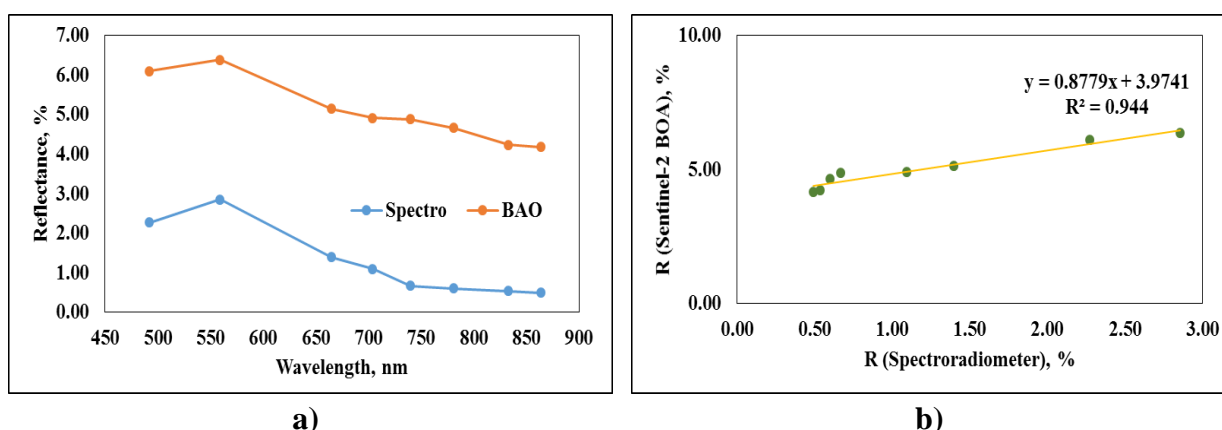 7.00
6.00
5.00
4.00
3.00
2.00
1.00
0.00
Reflectance, %
Spectro BAO
450 500 550 600 650 700 750 800 850 900
Wavelength, nm
a)
10.00
5.00
0.00
R (Sentinel-2 BOA), %
y = 0.8779x + 3.9741
R² = 0.944
0.00 0.50 1.00 1.50 2.00 2.50 3.00
R (Spectroradiometer), %
b)